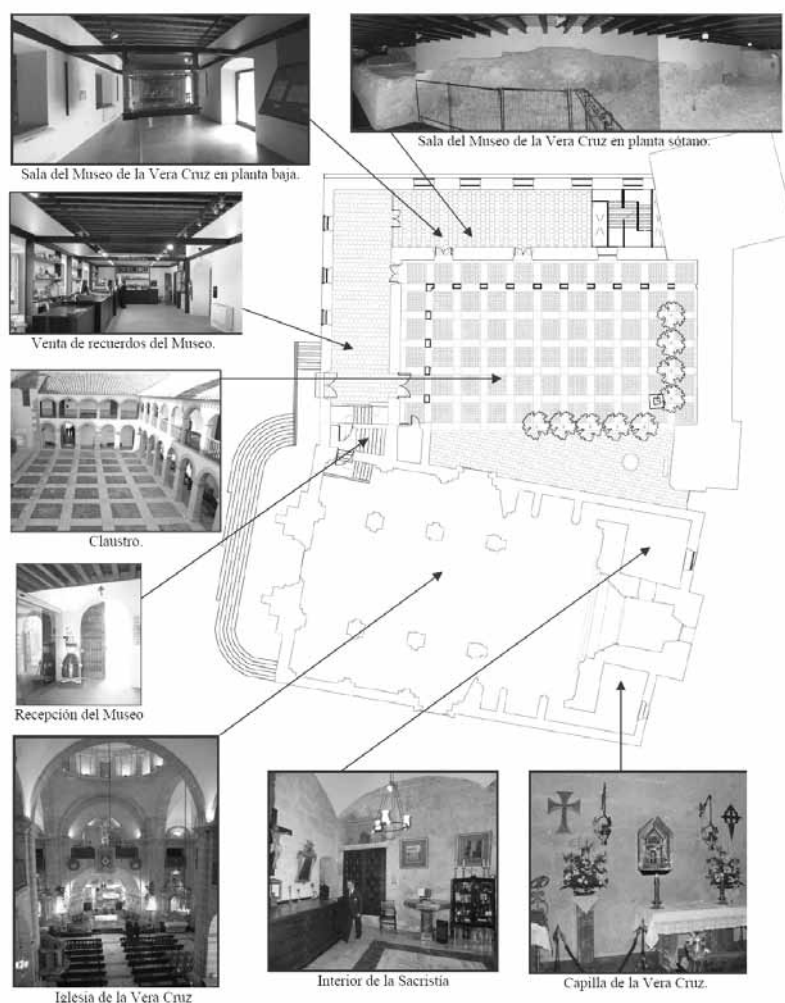 Sala del Museo de la Vera Cruz en planta baja.
Sala del Museo de la Vera Cruz en planta sótano.
Venta de recuerdos del Museo.
Claustro.
Recepción del Museo
Iglesia de la Vera Cruz
Interior de la Sacristía
Capilla de la Vera Cruz.